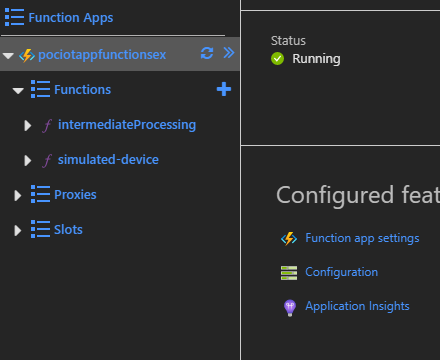 Function Apps
pociotappfunctionsex
Functions
intermediateProcessing
simulated-device
Proxies
Slots
Status
Running
Configured feat
Function app settings
Configuration
Application Insights